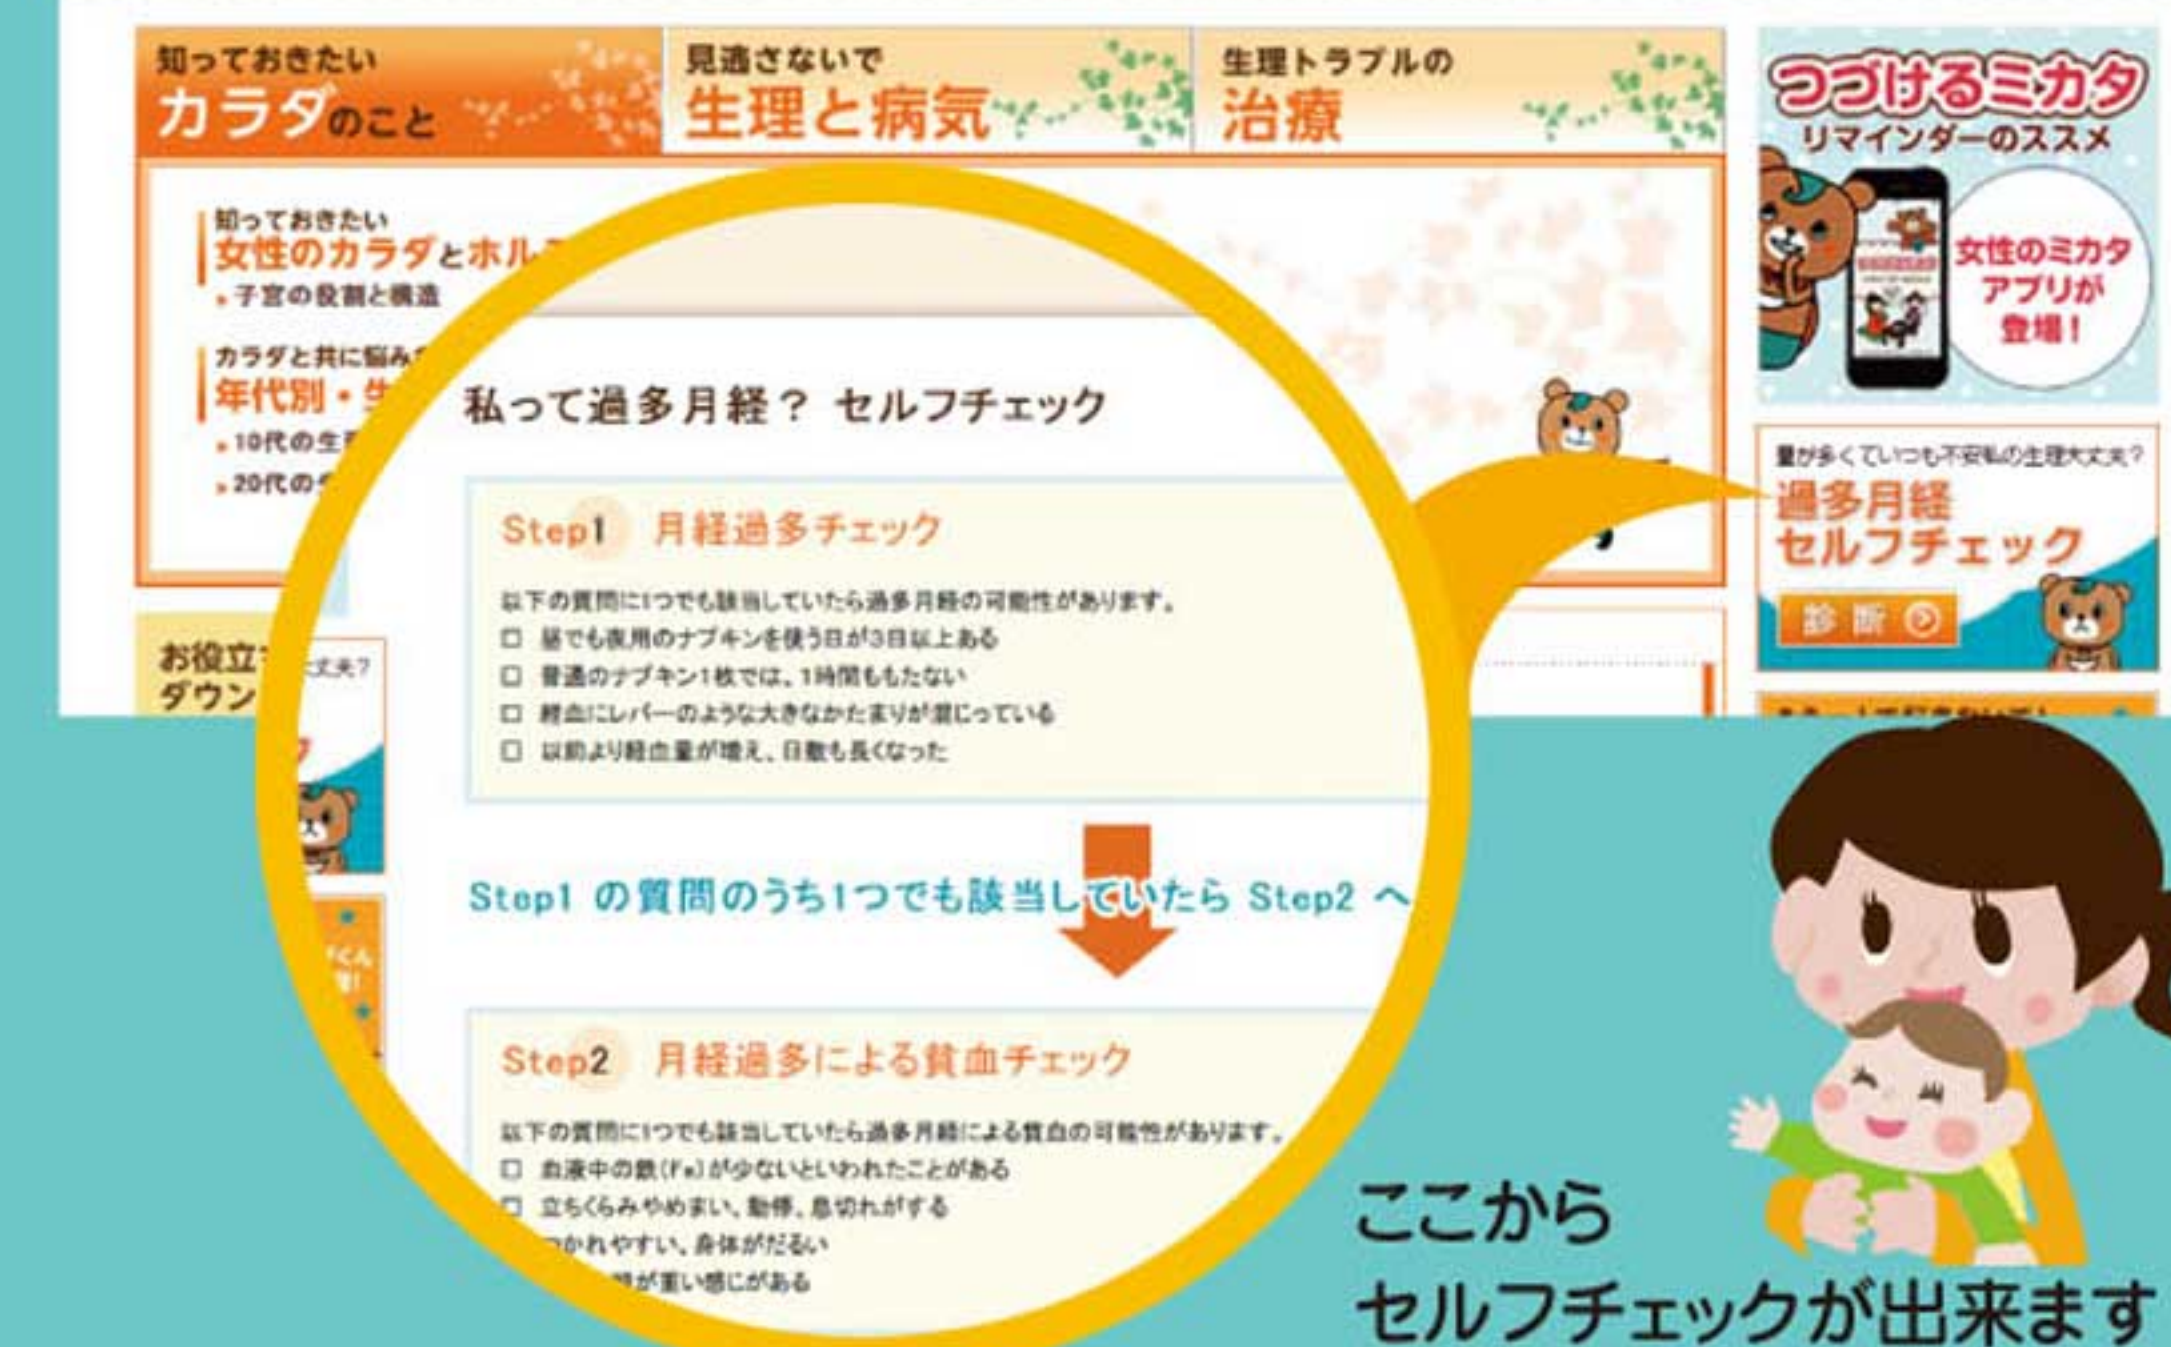 知っておきたい
カラダのこと
見逃さないで
生理と病気
生理トラブルの
治療
つづけるミカタ
リマインダーのススメ
女性のミカタ
アプリが
登場！
知っておきたい
女性のカラダとホル
子宮の役割と構造
カラダと共に悩み
年代別・生
10代の生
20代の
お役立
ダウン
丈夫?
量が多くていつも不安私の生理大丈夫?
過多月経
セルフチェック
診断
私って過多月経？ セルフチェック
Step1 月経過多チェック
以下の質問に1つでも該当していたら過多月経の可能性があります。
□ 昼でも夜用のナプキンを使う日が3日以上ある
□ 普通のナプキン1枚では、1時間ももたない
□ 経血にレバーのような大きなかたまりが混じっている
□ 以前より経血量が増え、日数も長くなった
Step1 の質問のうち1つでも該当していたら Step2 へ
Step2 月経過多による貧血チェック
以下の質問に1つでも該当していたら過多月経による貧血の可能性があります。
□ 血液中の鉄(Fe)が少ないといわれたことがある
□ 立ちくらみやめまい、動悸、息切れがする
つかれやすい、身体がだるい
が重い感じがある
ここから
セルフチェックが出来ます